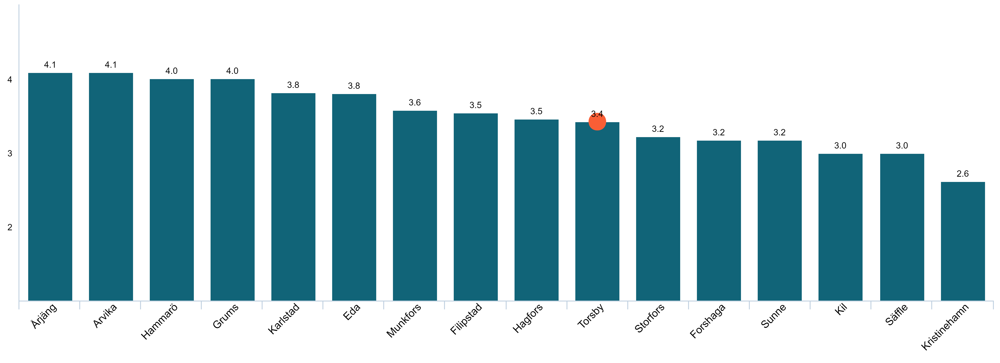 4.1
4.1
4.0
4.0
3.8
3.8
3.6
3.5
3.5
3.4
3.2
3.2
3.2
3.0
3.0
2.6
4
3
2
Årjäng
Arvika
Hammarö
Grums
Karlstad
Eda
Munkfors
Filipstad
Hagfors
Torsby
Storfors
Forshaga
Sunne
Kil
Säffle
Kristinehamn